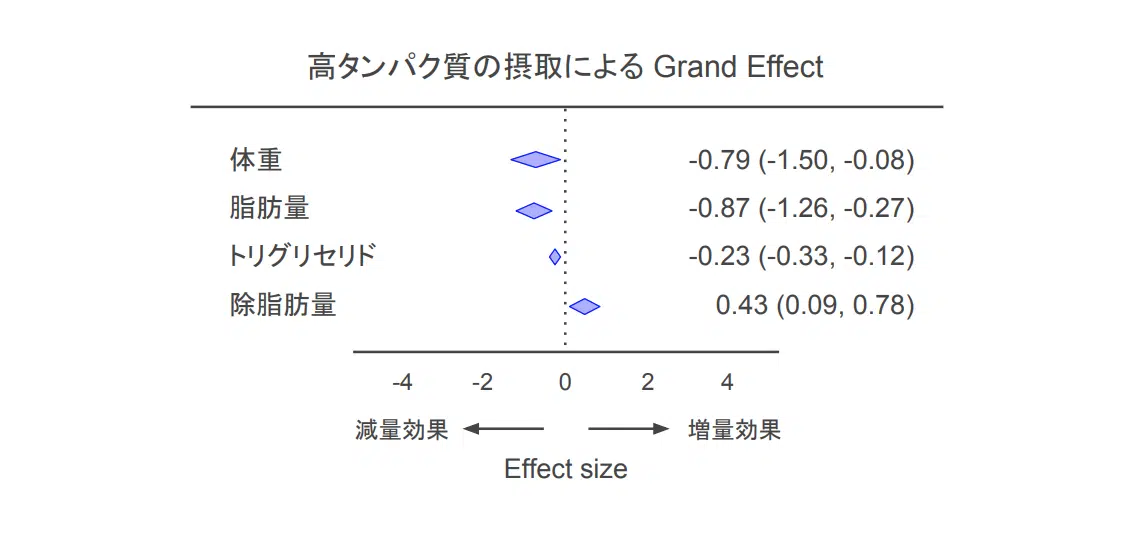 高タンパク質の摂取による Grand Effect
体重 -0.79 (-1.50, -0.08)
脂肪量 -0.87 (-1.26, -0.27)
トリグリセリド -0.23 (-0.33, -0.12)
除脂肪量 0.43 (0.09, 0.78)
-4 -2 0 2 4
減量効果 増量効果
Effect size